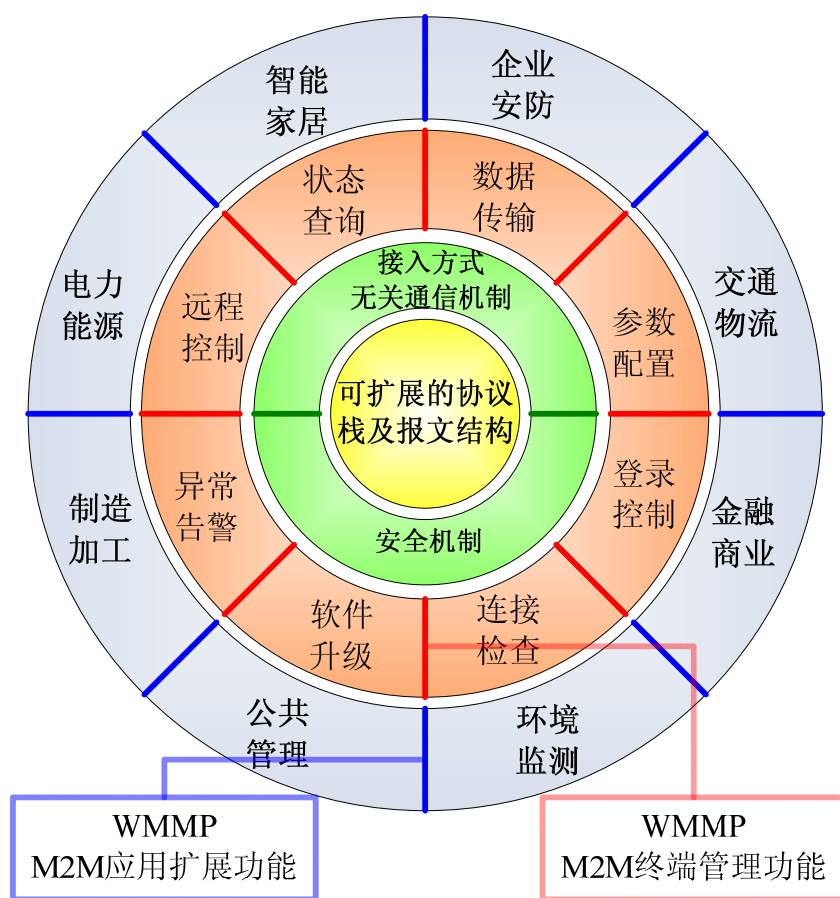 智能
家居
企业
安防
状态
查询
数据
传输
电力
能源
远程
控制
接入方式
无关通信机制
参数
配置
交通
物流
可扩展的协议
栈及报文结构
制造
加工
异常
告警
安全机制
登录
控制
金融
商业
软件
升级
连接
检查
公共
管理
环境
监测
WMMP
M2M应用扩展功能
WMMP
M2M终端管理功能